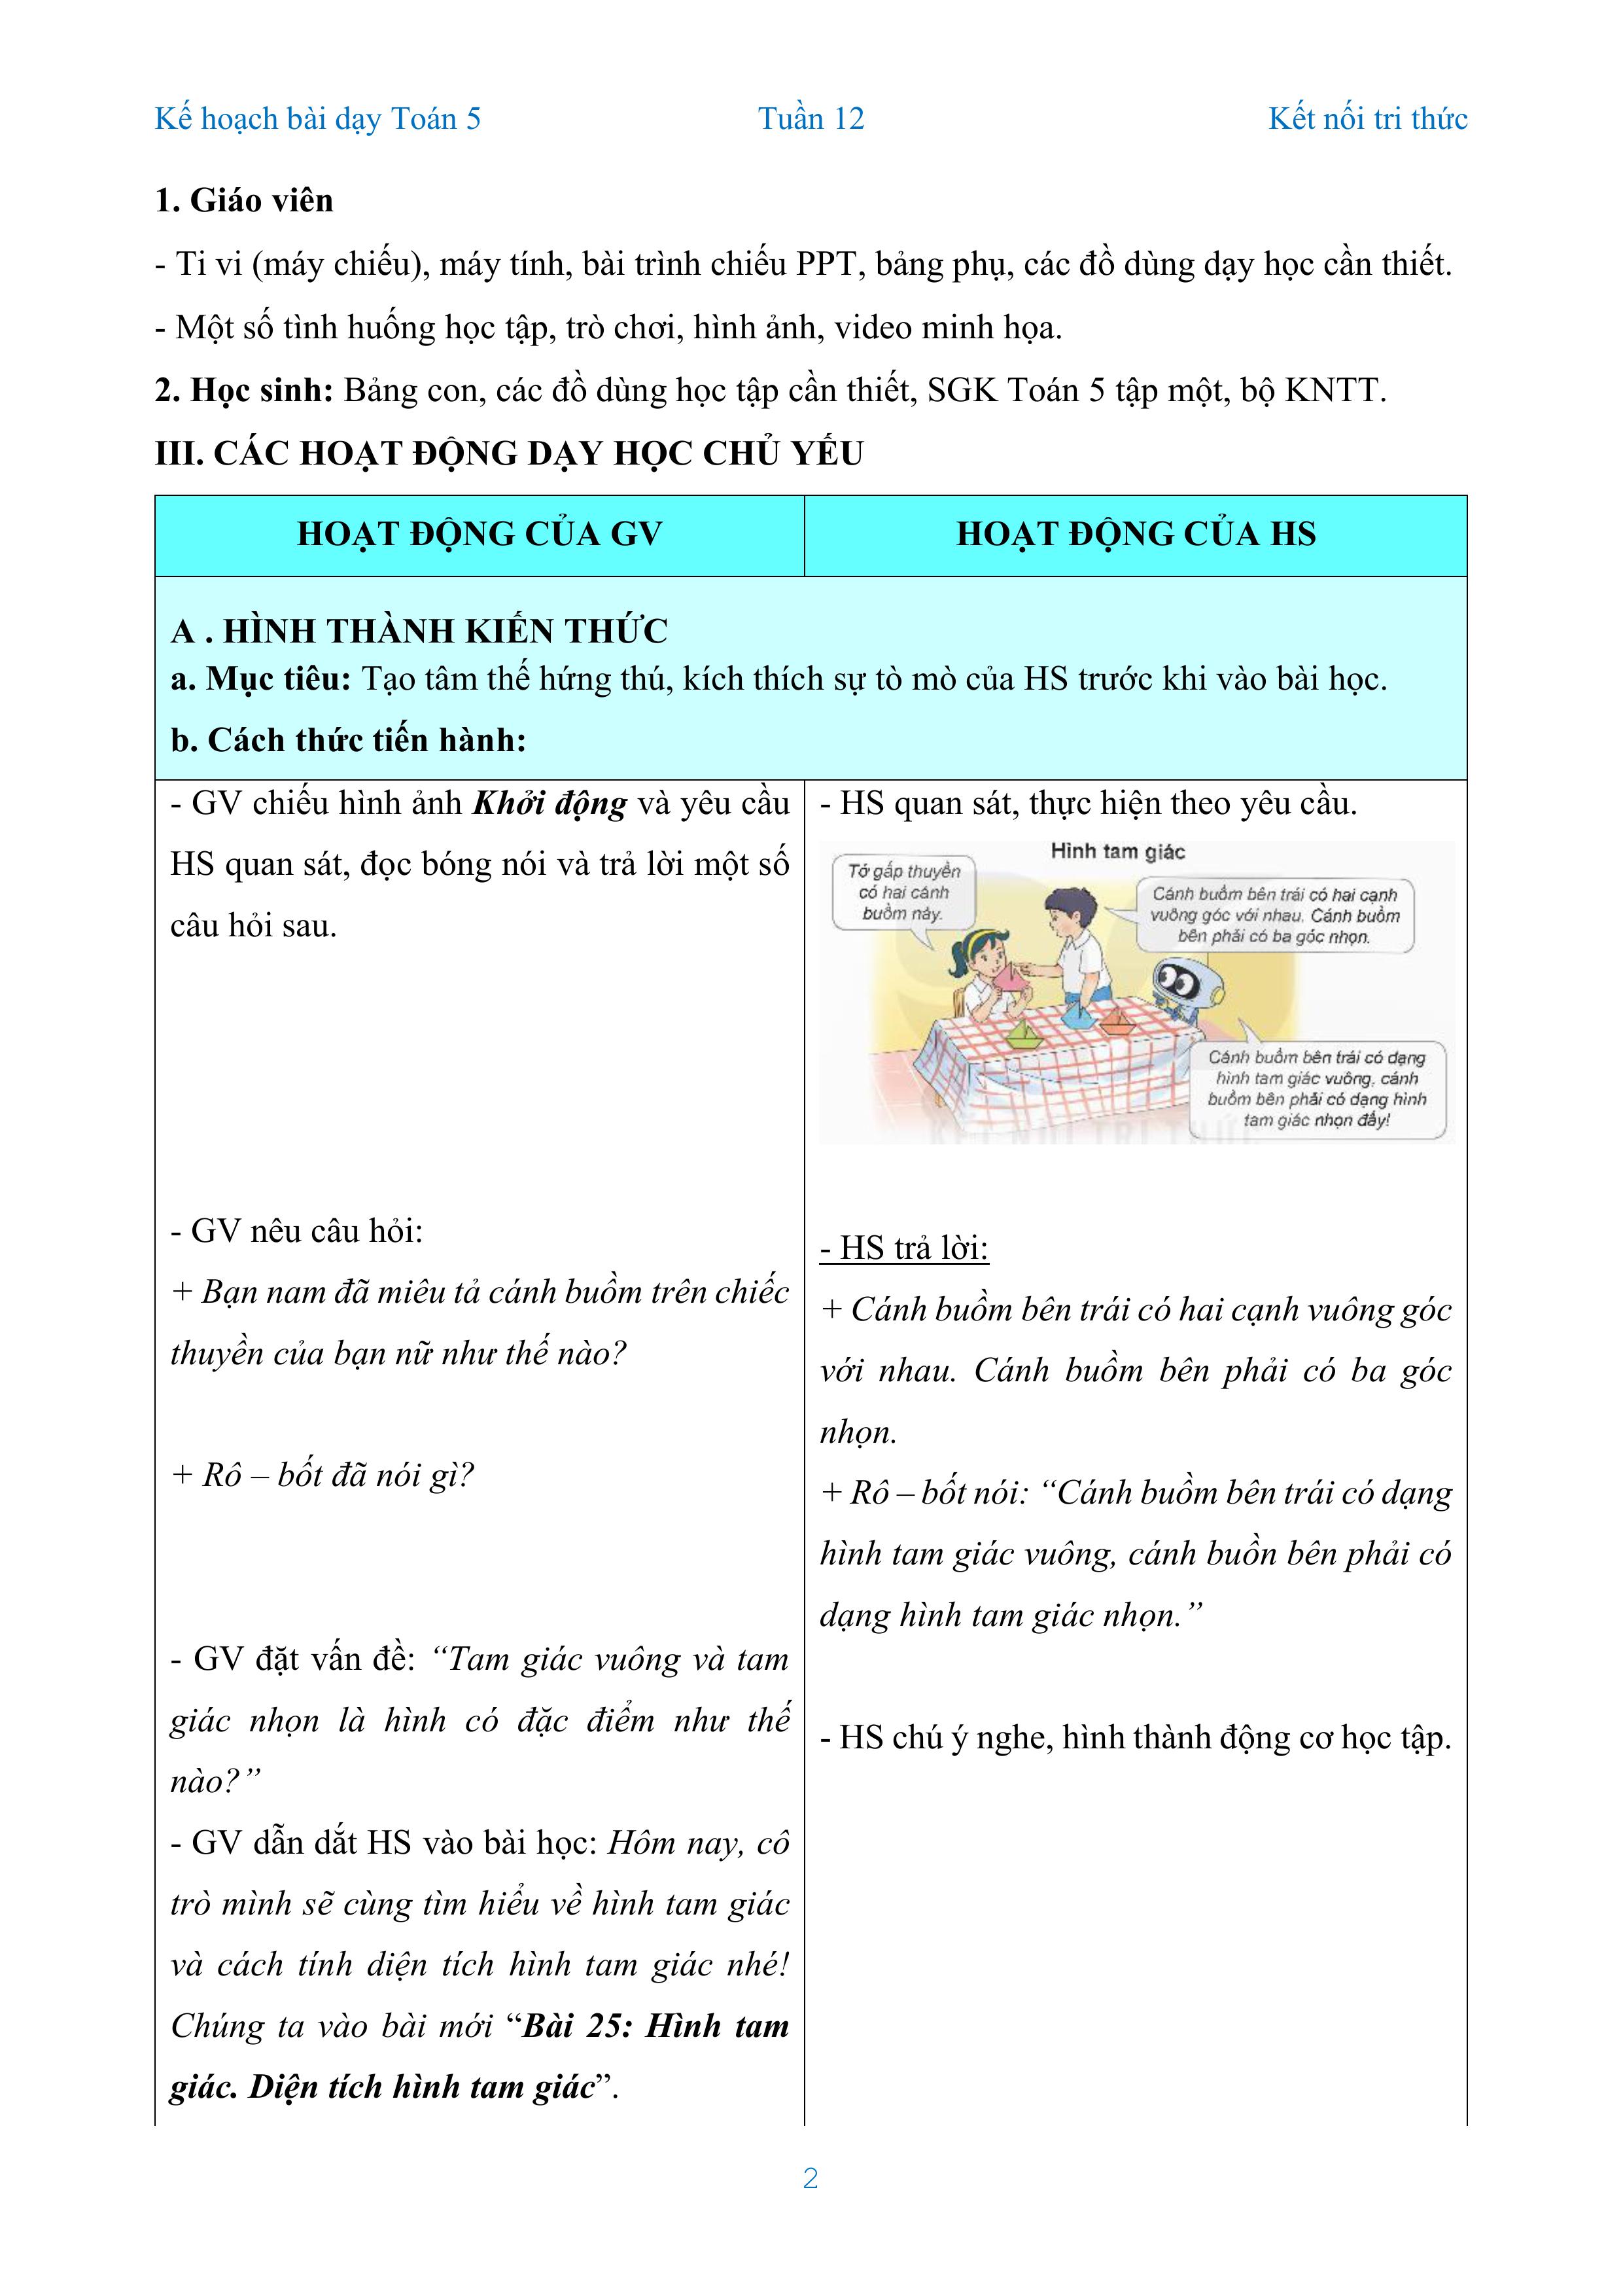 Kế hoạch bài dạy Toán 5 Tuần 12 Kết nối tri thức
1. Giáo viên
- Ti vi (máy chiếu), máy tính, bài trình chiếu PPT, bảng phụ, các đồ dùng dạy học cần thiết.
- Một số tình huống học tập, trò chơi, hình ảnh, video minh họa.
2. Học sinh: Bảng con, các đồ dùng học tập cần thiết, SGK Toán 5 tập một, bộ KNTT.
III. CÁC HOẠT ĐỘNG DẠY HỌC CHỦ YẾU
HOẠT ĐỘNG CỦA GV
HOẠT ĐỘNG CỦA HS
A . HÌNH THÀNH KIẾN THỨC
a. Mục tiêu: Tạo tâm thế hứng thú, kích thích sự tò mò của HS trước khi vào bài học.
b. Cách thức tiến hành:
- GV chiếu hình ảnh Khởi động và yêu cầu
HS quan sát, đọc bóng nói và trả lời một số
câu hỏi sau.
- GV nêu câu hỏi:
+ Bạn nam đã miêu tả cánh buồm trên chiếc
thuyền của bạn nữ như thế nào?
+ Rô – bốt đã nói gì?
- GV đặt vấn đề: “Tam giác vuông và tam
giác nhọn là hình có đặc điểm như thế
nào?”
- GV dẫn dắt HS vào bài học: Hôm nay, cô
trò mình sẽ cùng tìm hiểu về hình tam giác
và cách tính diện tích hình tam giác nhé!
Chúng ta vào bài mới “Bài 25: Hình tam
giác. Diện tích hình tam giác”.
- HS quan sát, thực hiện theo yêu cầu.
Hình tam giác
Tớ gấp thuyền
có hai cánh
buồm này.
Cánh buồm bên trái có hai cạnh
vuông góc với nhau. Cánh buồm
bên phải có ba góc nhọn.
Cánh buồm bên trái có dạng
hình tam giác vuông, cánh
buồm bên phải có dạng hình
tam giác nhọn đấy!
KẾT NỐI TRI THỨC
- HS trả lời:
+ Cánh buồm bên trái có hai cạnh vuông góc
với nhau. Cánh buồm bên phải có ba góc
nhọn.
+ Rô – bốt nói: “Cánh buồm bên trái có dạng
hình tam giác vuông, cánh buồn bên phải có
dạng hình tam giác nhọn.”
- HS chú ý nghe, hình thành động cơ học tập.
2